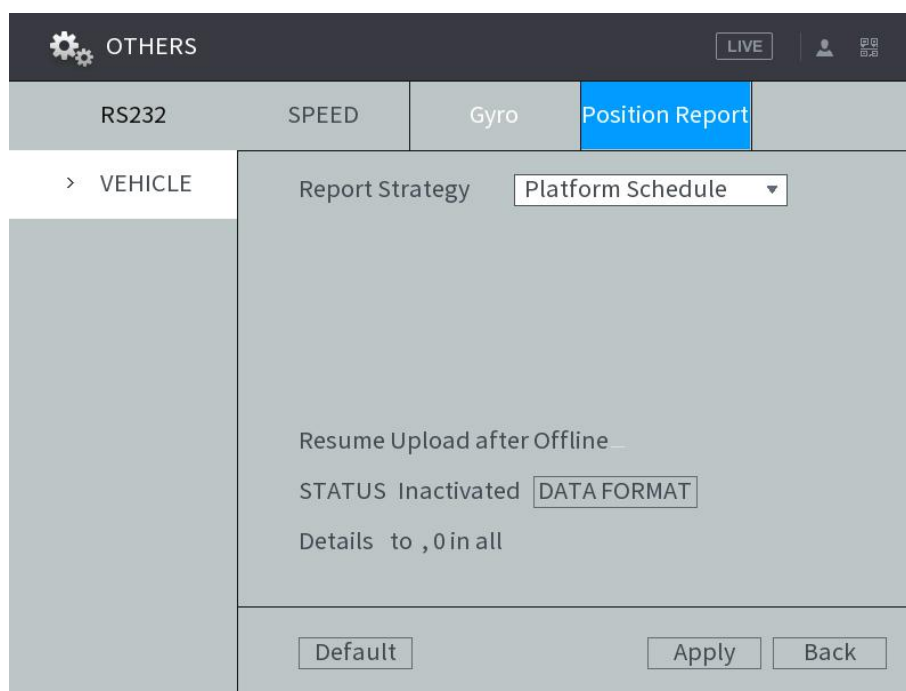 OTHERS LIVE
RS232 SPEED Gyro Position Report
> VEHICLE
Report Strategy Platform Schedule
Resume Upload after Offline
STATUS Inactivated DATA FORMAT
Details to , 0 in all
Default Apply Back